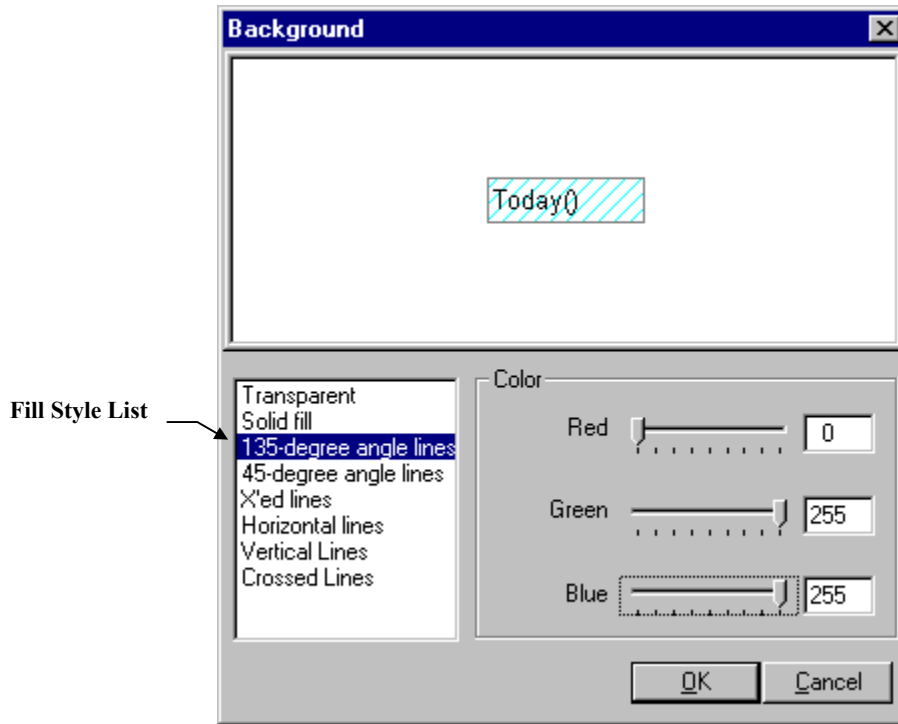 Background
Today()
Fill Style List
Transparent
Solid fill
135-degree angle lines
45-degree angle lines
X'ed lines
Horizontal lines
Vertical Lines
Crossed Lines
Color
Red
0
Green
255
Blue
255
OK
Cancel